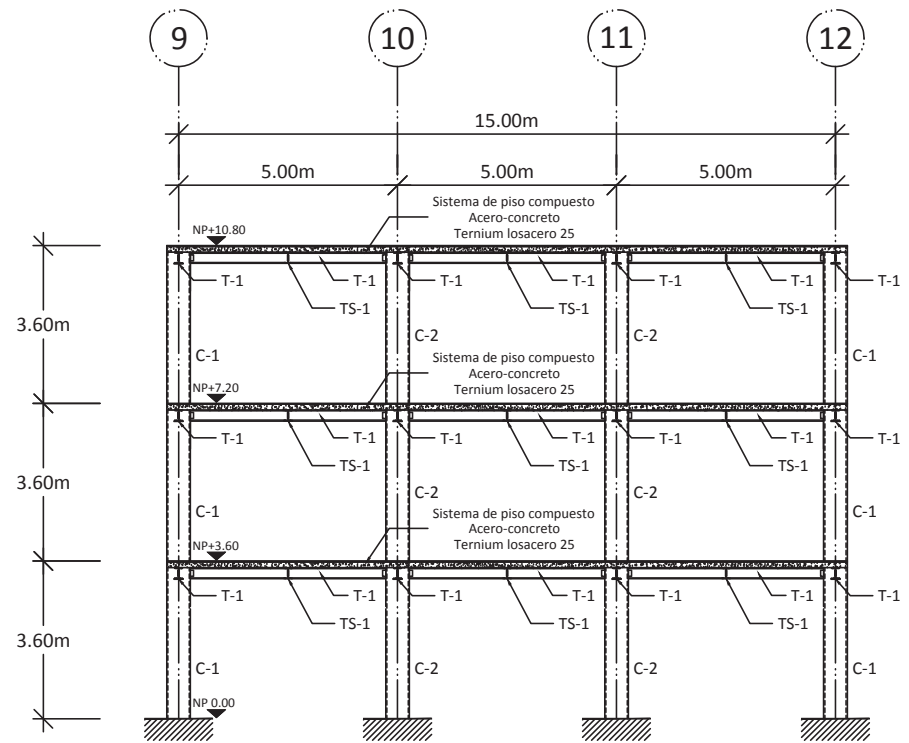 9 10 11 12
15.00m
5.00m 5.00m 5.00m
Sistema de piso compuesto
Acero-concreto
Ternium losacero 25
NP+10.80
T-1 T-1 T-1 T-1 T-1 T-1 T-1
TS-1 TS-1 TS-1
3.60m
C-1 C-2 C-2 C-1
Sistema de piso compuesto
Acero-concreto
Ternium losacero 25
NP+7.20
T-1 T-1 T-1 T-1 T-1 T-1 T-1
TS-1 TS-1 TS-1
3.60m
C-1 C-2 C-2 C-1
Sistema de piso compuesto
Acero-concreto
Ternium losacero 25
NP+3.60
T-1 T-1 T-1 T-1 T-1 T-1 T-1
TS-1 TS-1 TS-1
3.60m
C-1 C-2 C-2 C-1
NP 0.00